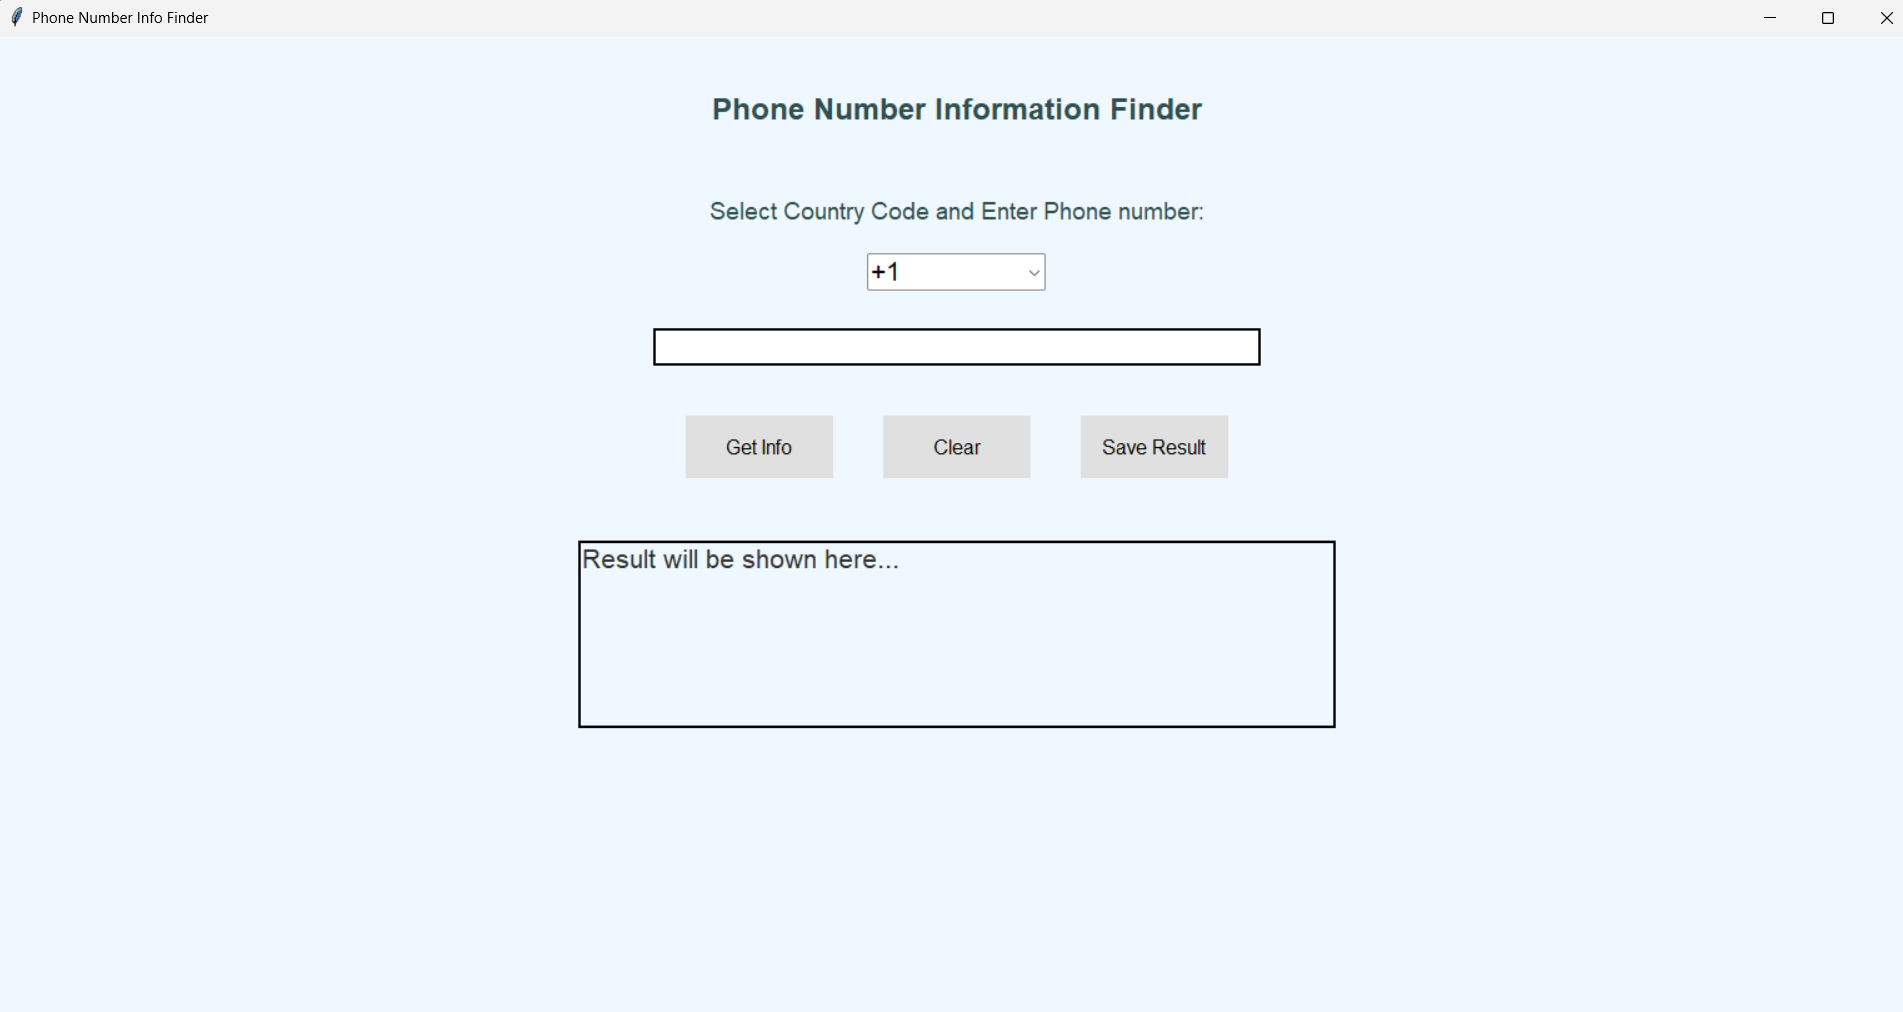 Phone Number Info Finder
Phone Number Information Finder
Select Country Code and Enter Phone number:
+1
Get Info Clear Save Result
Result will be shown here...